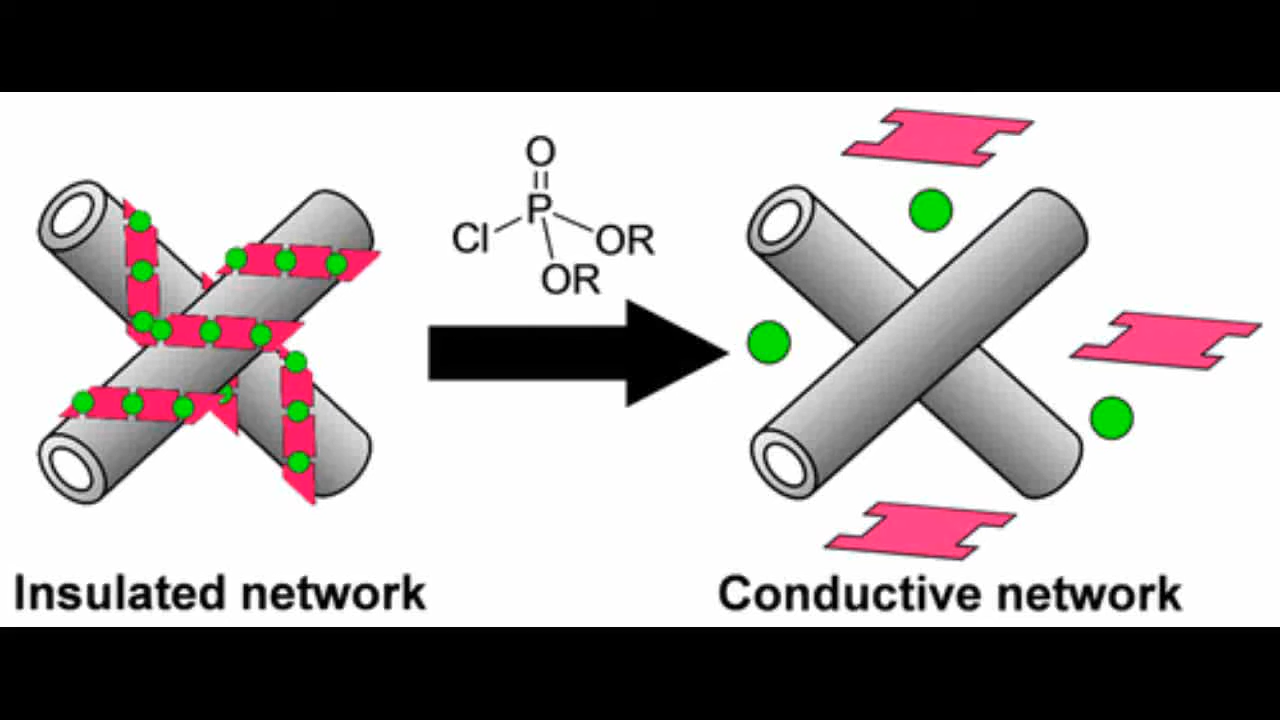 O
P
Cl
OR
OR
Insulated network
Conductive network